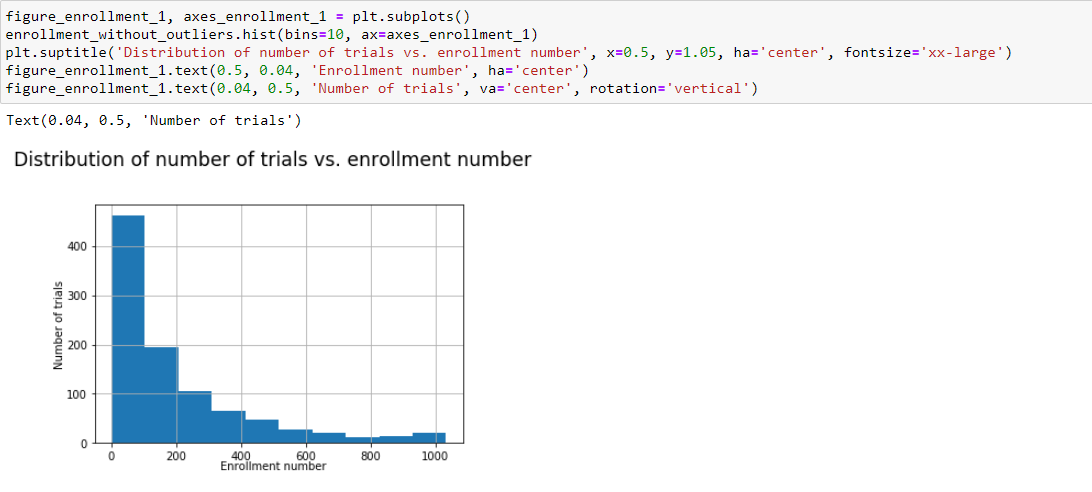 figure_enrollment_1, axes_enrollment_1 = plt.subplots()
enrollment_without_outliers.hist(bins=10, ax=axes_enrollment_1)
plt.suptitle('Distribution of number of trials vs. enrollment number', x=0.5, y=1.05, ha='center', fontsize='xx-large')
figure_enrollment_1.text(0.5, 0.04, 'Enrollment number', ha='center')
figure_enrollment_1.text(0.04, 0.5, 'Number of trials', va='center', rotation='vertical')
Text(0.04, 0.5, 'Number of trials')
Distribution of number of trials vs. enrollment number
Number of trials
400
300
200
100
0
0 200 400 600 800 1000
Enrollment number